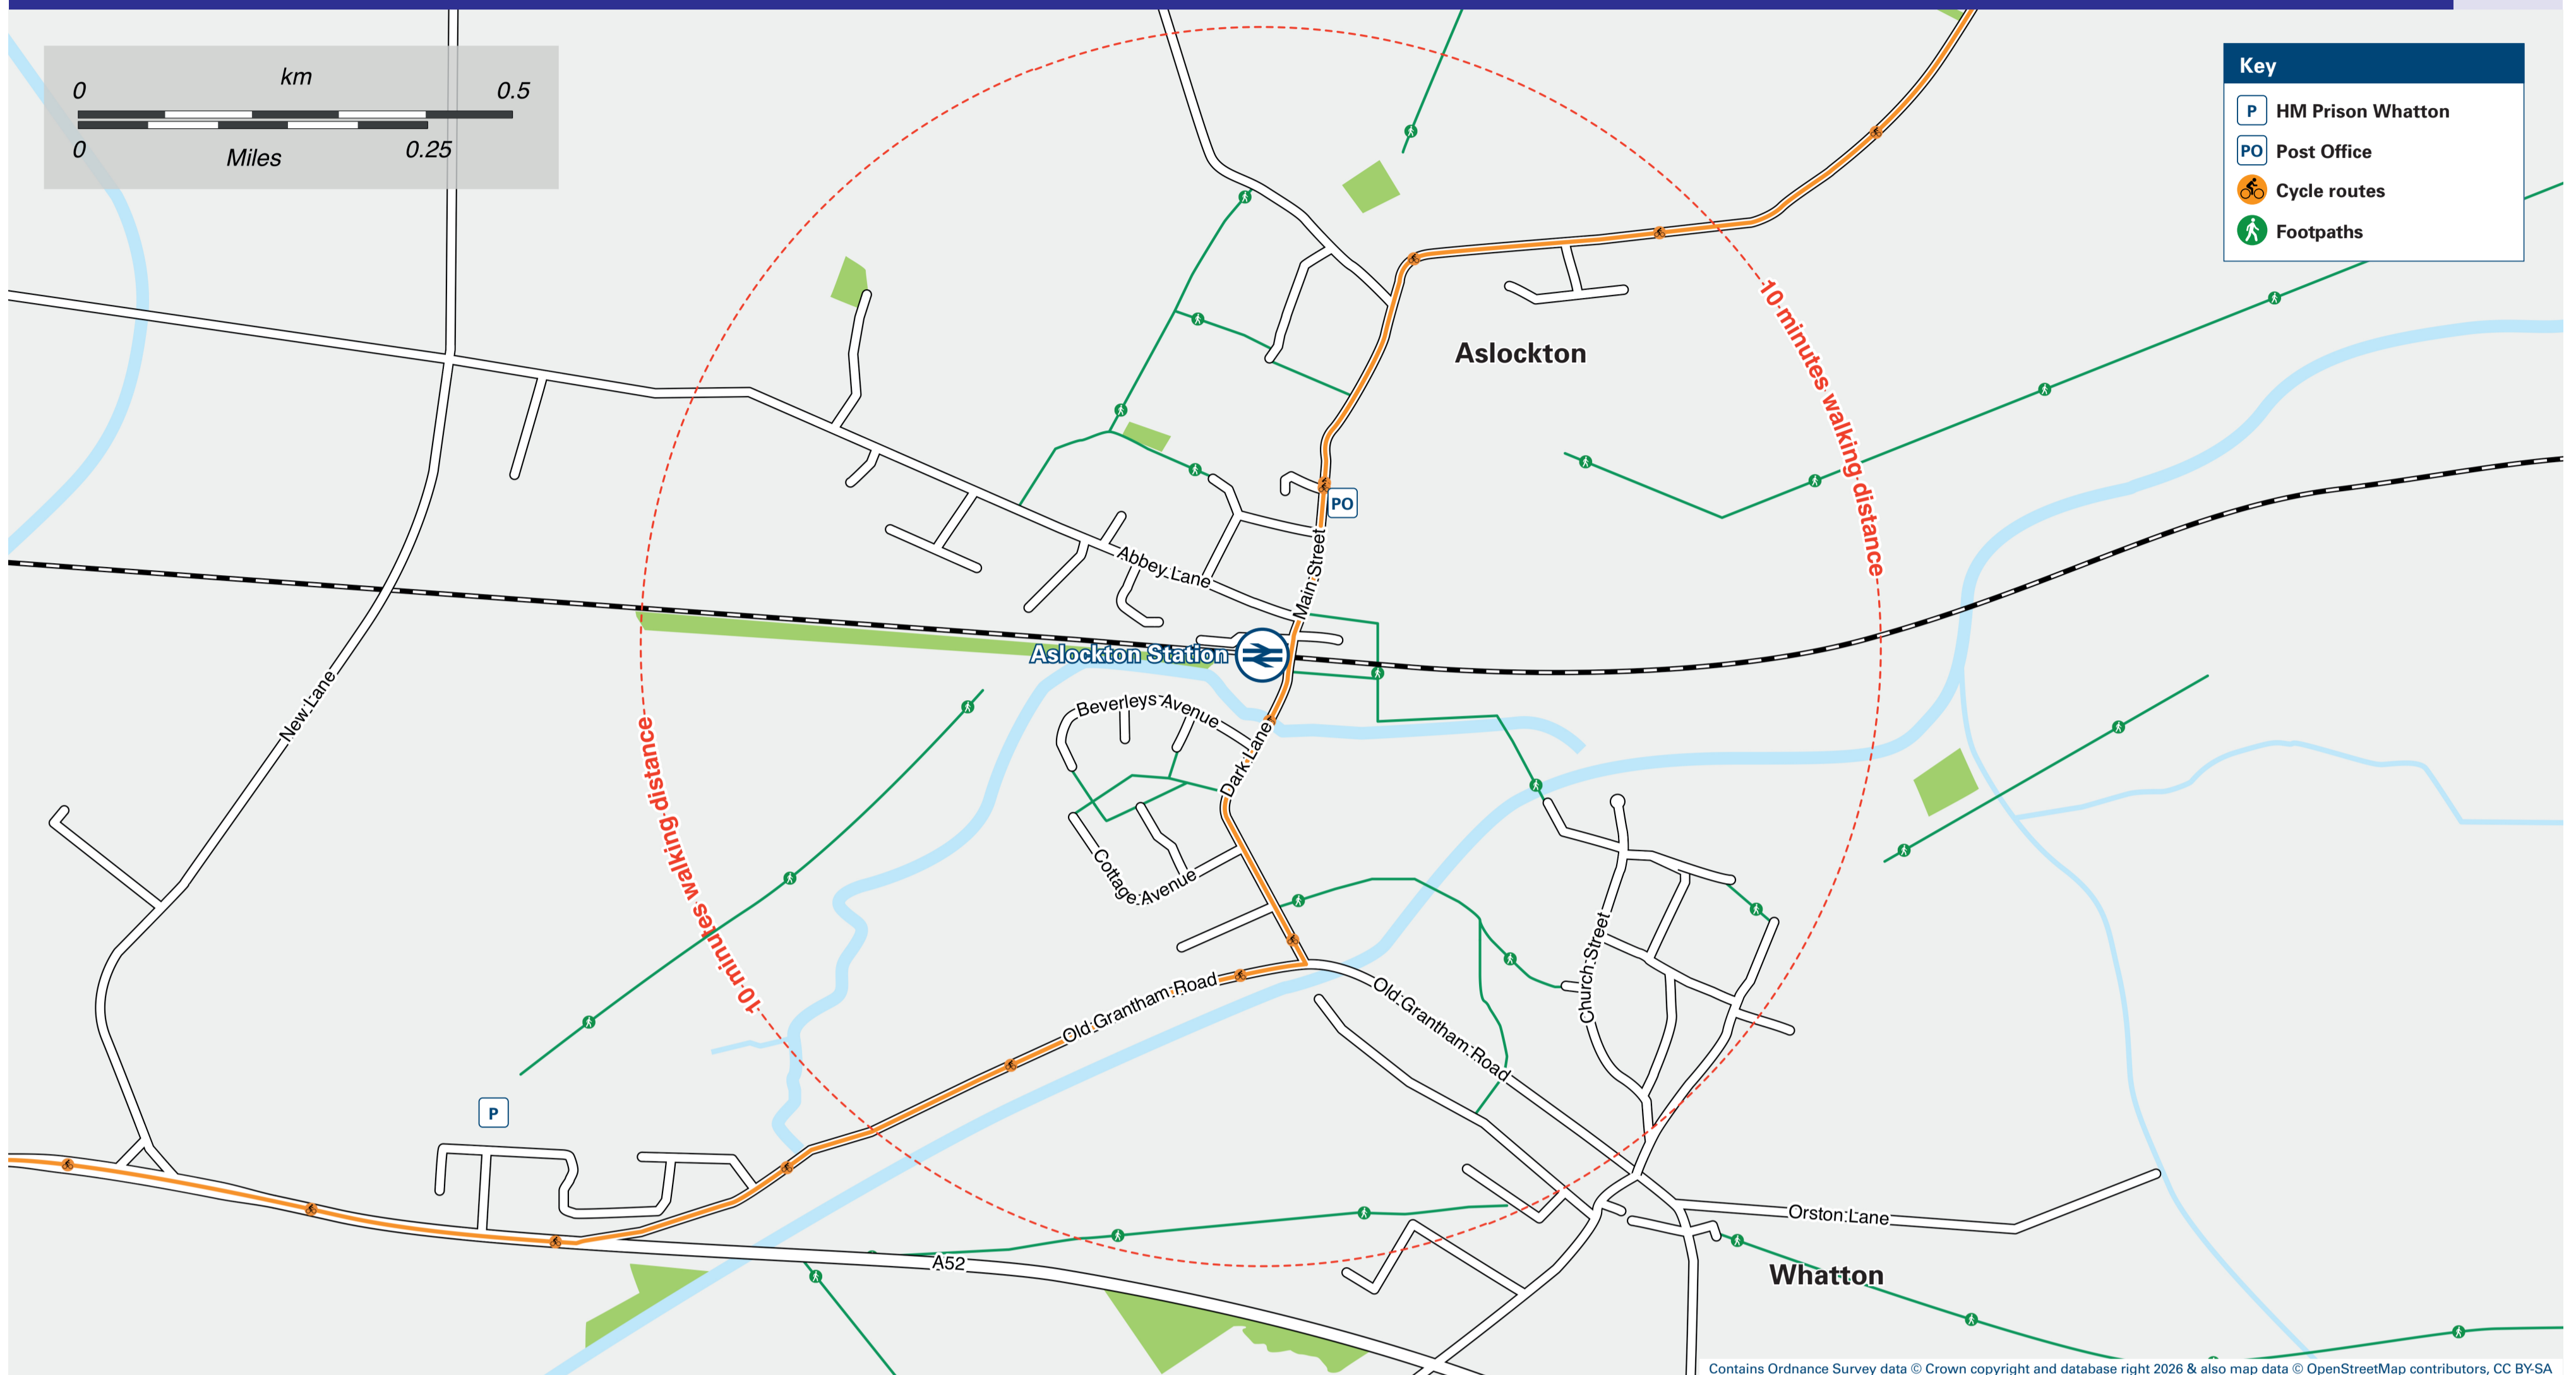 km
0 0.5
0 0.25
Miles
Key
P HM Prison Whatton
PO Post Office
Cycle routes
Footpaths
Aslockton
10 minutes walking distance
PO
Main Street
Abbey Lane
Aslockton Station
New Lane
Beverleys Avenue
Dark Lane
10 minutes walking distance
Cottage Avenue
Church Street
Old Grantham Road
Old Grantham Road
P
Orston Lane
A52
Whatton
Contains Ordnance Survey data © Crown copyright and database right 2026 & also map data © OpenStreetMap contributors, CC BY-SA